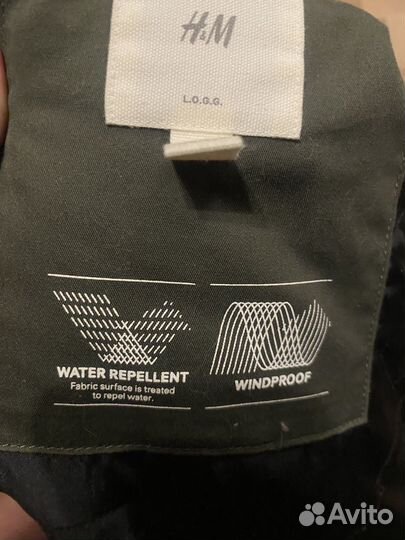 H&M
L.O.G.G.
WATER REPELLENT
Fabric surface is treated
to repel water.
WINDPROOF
Avito